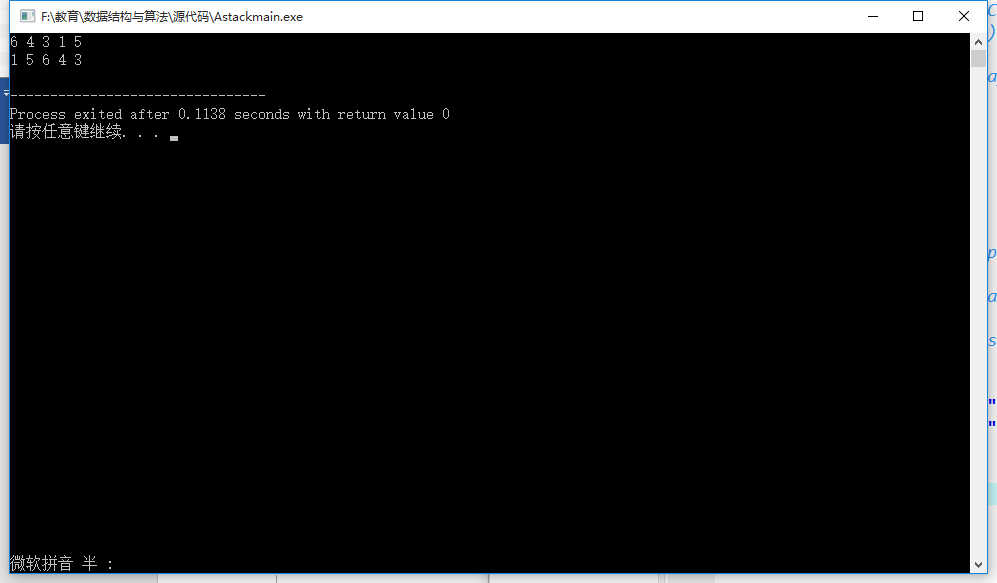 F:\教育\数据结构与算法\源代码\Astackmain.exe
6 4 3 1 5
1 5 6 4 3
--------------------------------
Process exited after 0.1138 seconds with return value 0
请按任意键继续. . .
微软拼音 半 :
C
)
a
p
a
s
"
"